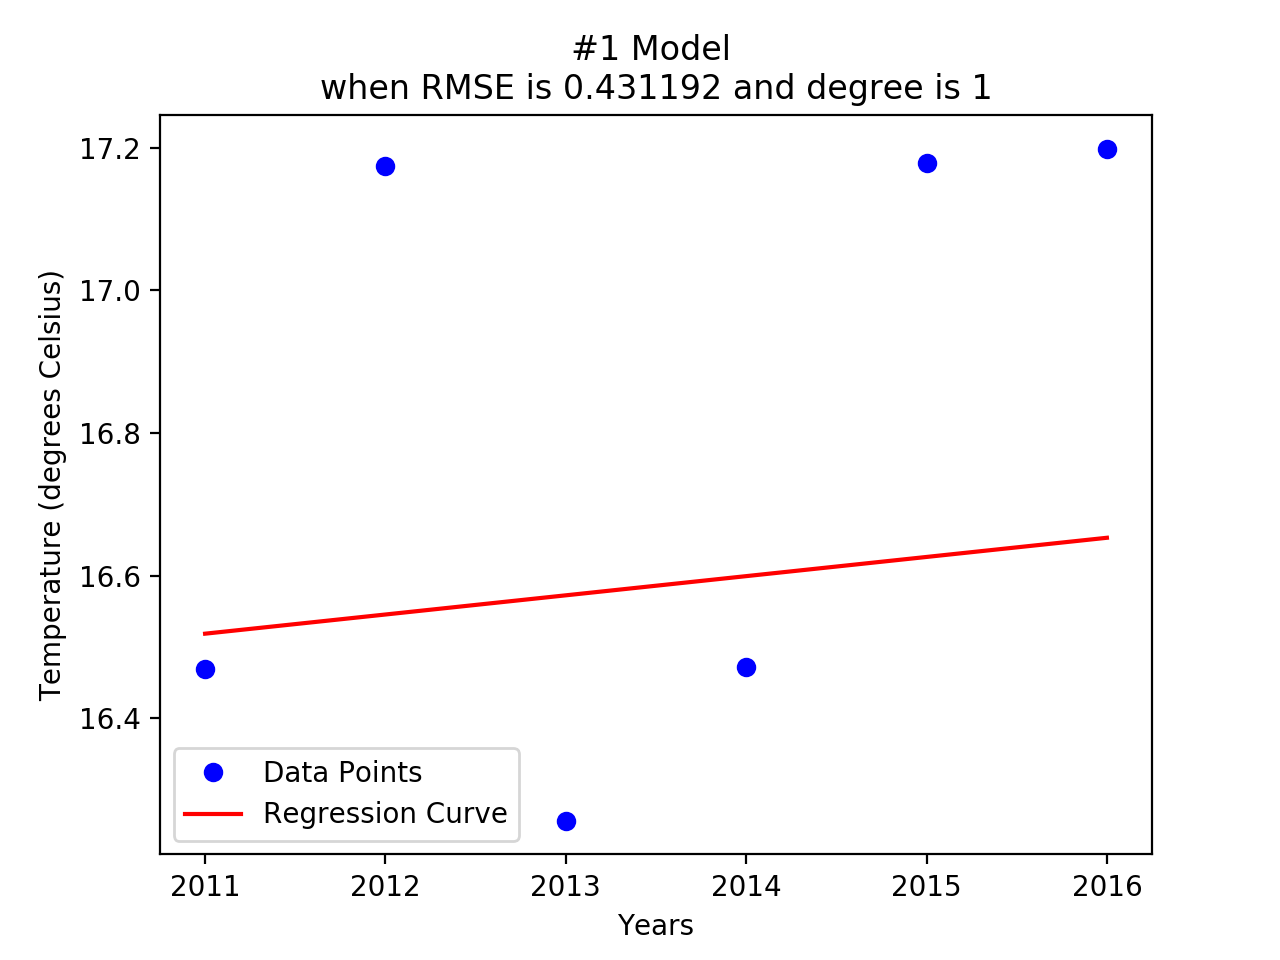 #1 Model
when RMSE is 0.431192 and degree is 1
17.2
17.0
16.8
16.6
16.4
Temperature (degrees Celsius)
Data Points
Regression Curve
2011 2012 2013 2014 2015 2016
Years